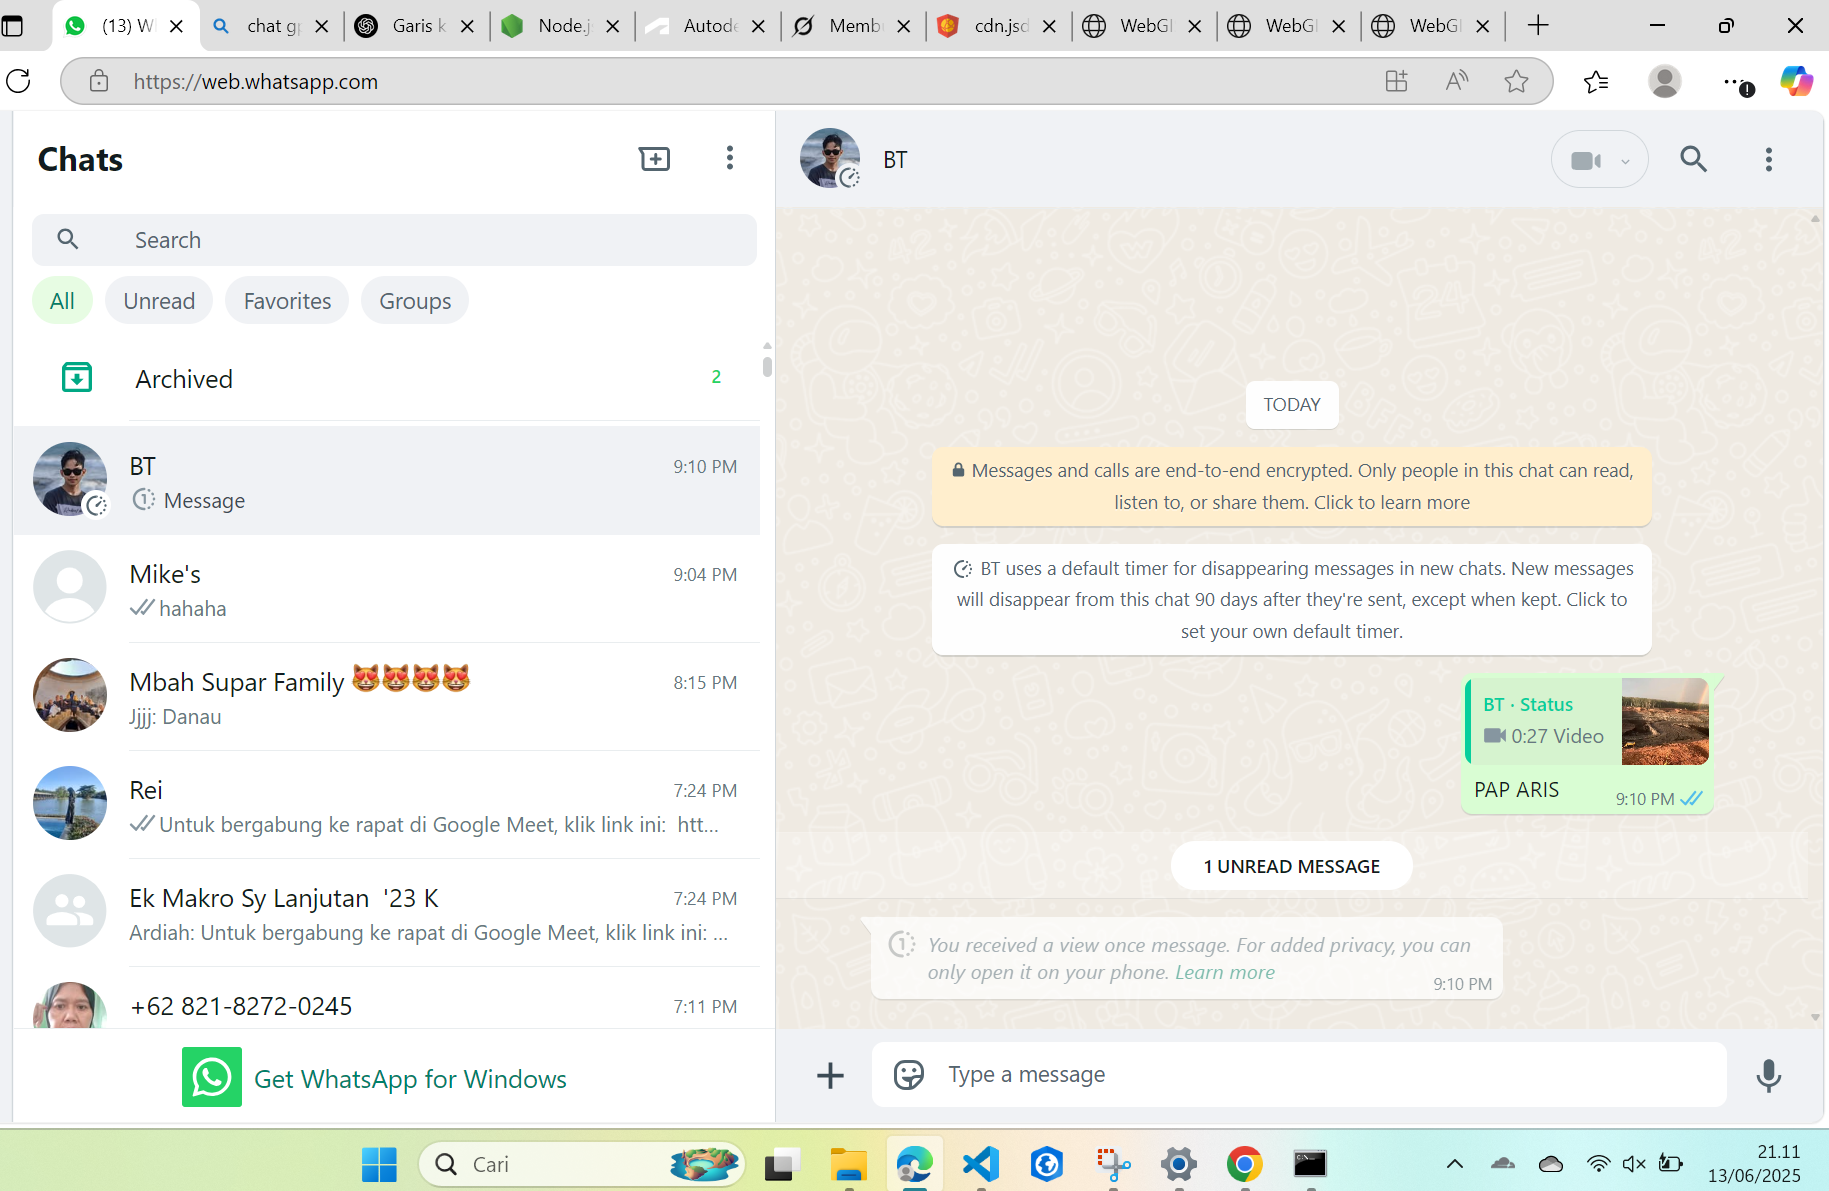 (13) W
chat gp
Garis k
Node.j
Autode
Memb
cdn.jsd
WebGl
WebGl
WebGl
https://web.whatsapp.com
Chats
Search
All
Unread
Favorites
Groups
Archived
2
BT
9:10 PM
Message
Mike's
9:04 PM
hahaha
Mbah Supar Family 😻😻😻😻
8:15 PM
Jjjj: Danau
Rei
7:24 PM
Untuk bergabung ke rapat di Google Meet, klik link ini:  htt...
Ek Makro Sy Lanjutan  '23 K
7:24 PM
Ardiah: Untuk bergabung ke rapat di Google Meet, klik link ini: ...
+62 821-8272-0245
7:11 PM
Get WhatsApp for Windows
BT
TODAY
Messages and calls are end-to-end encrypted. Only people in this chat can read,
listen to, or share them. Click to learn more
BT uses a default timer for disappearing messages in new chats. New messages
will disappear from this chat 90 days after they're sent, except when kept. Click to
set your own default timer.
BT · Status
0:27 Video
PAP ARIS
9:10 PM
1 UNREAD MESSAGE
You received a view once message. For added privacy, you can
only open it on your phone. Learn more
9:10 PM
Type a message
Cari
21.11
13/06/2025